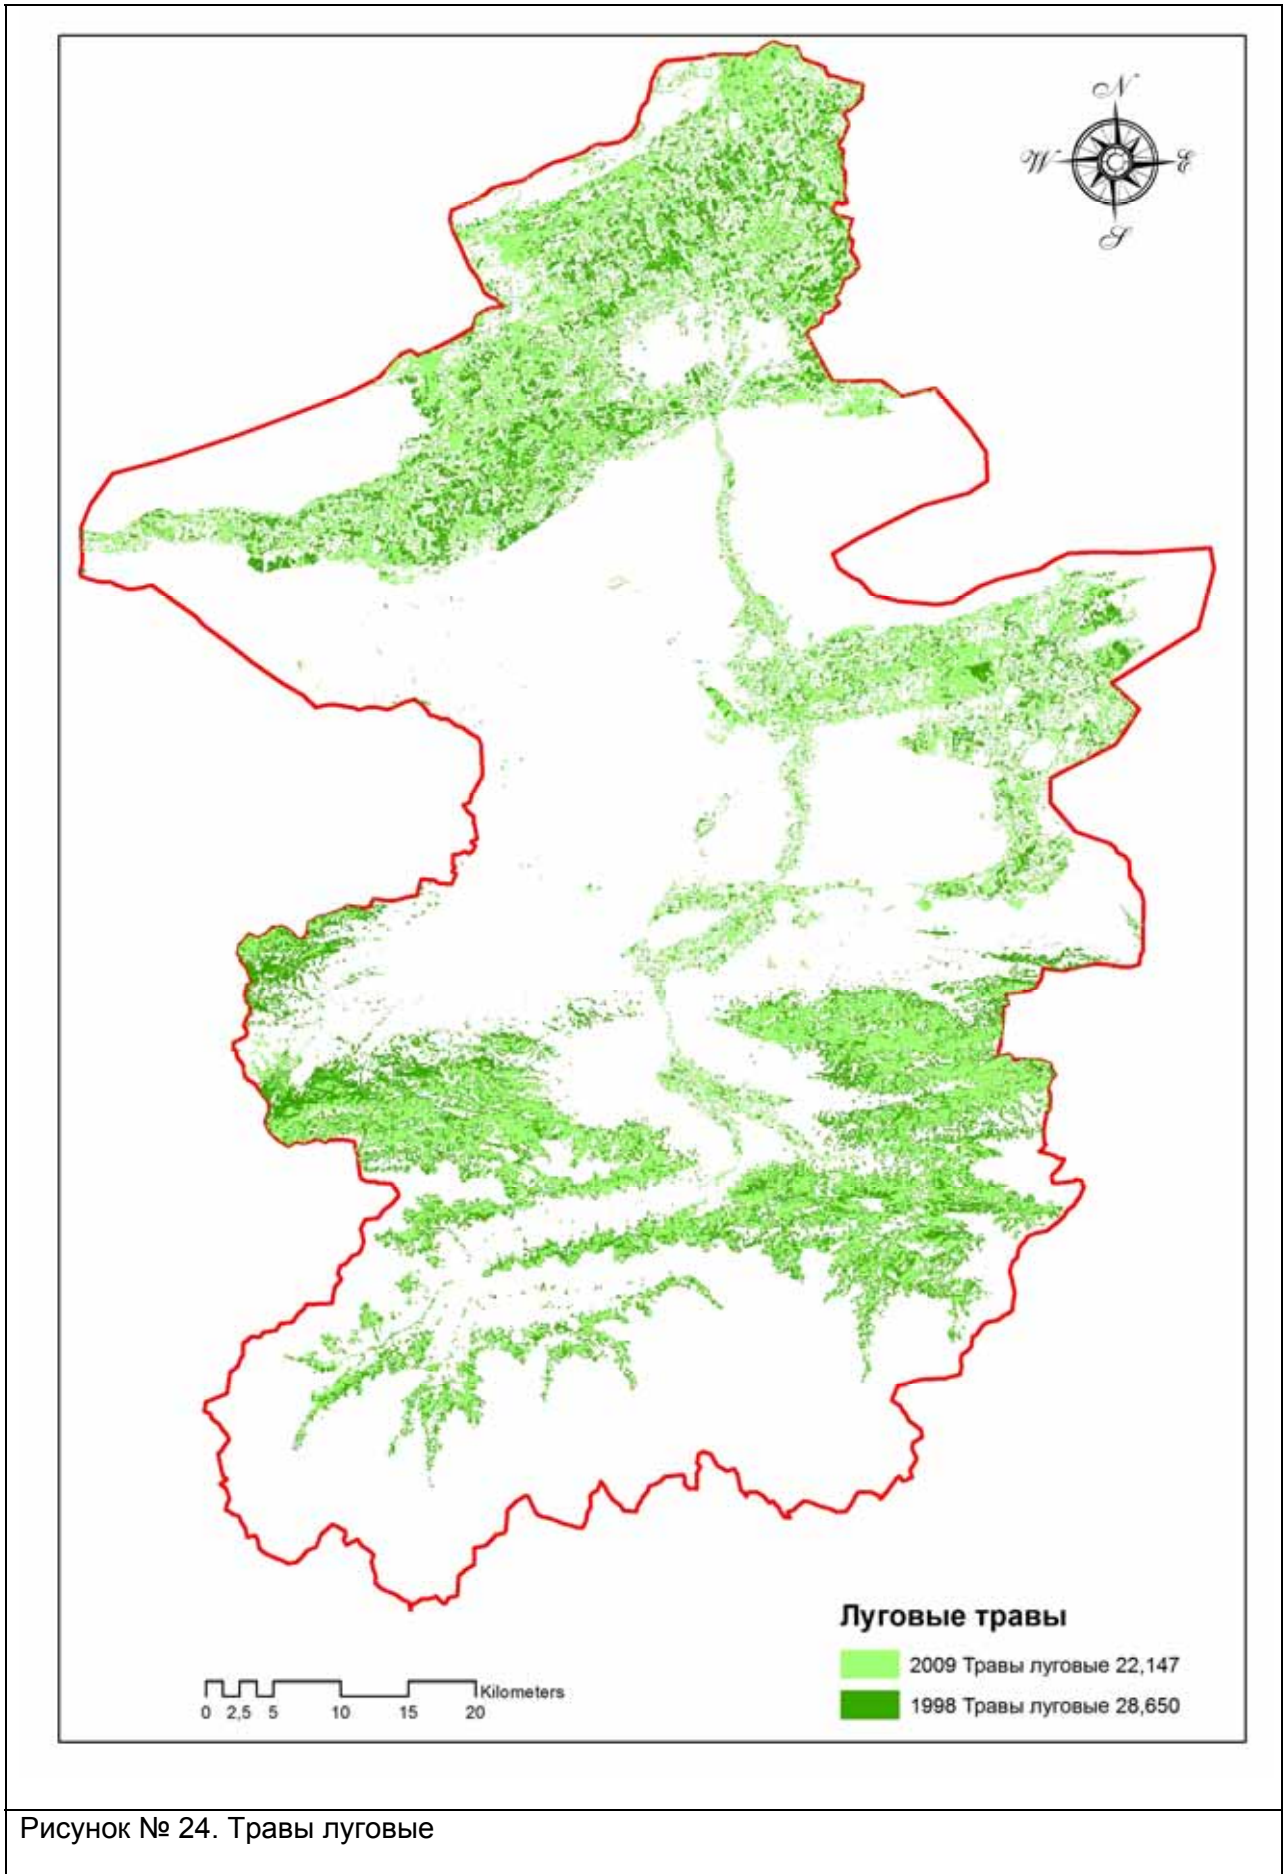 N
W E
S
Луговые травы
2009 Травы луговые 22,147
1998 Травы луговые 28,650
Kilometers
0 2,5 5 10 15 20
Рисунок № 24. Травы луговые